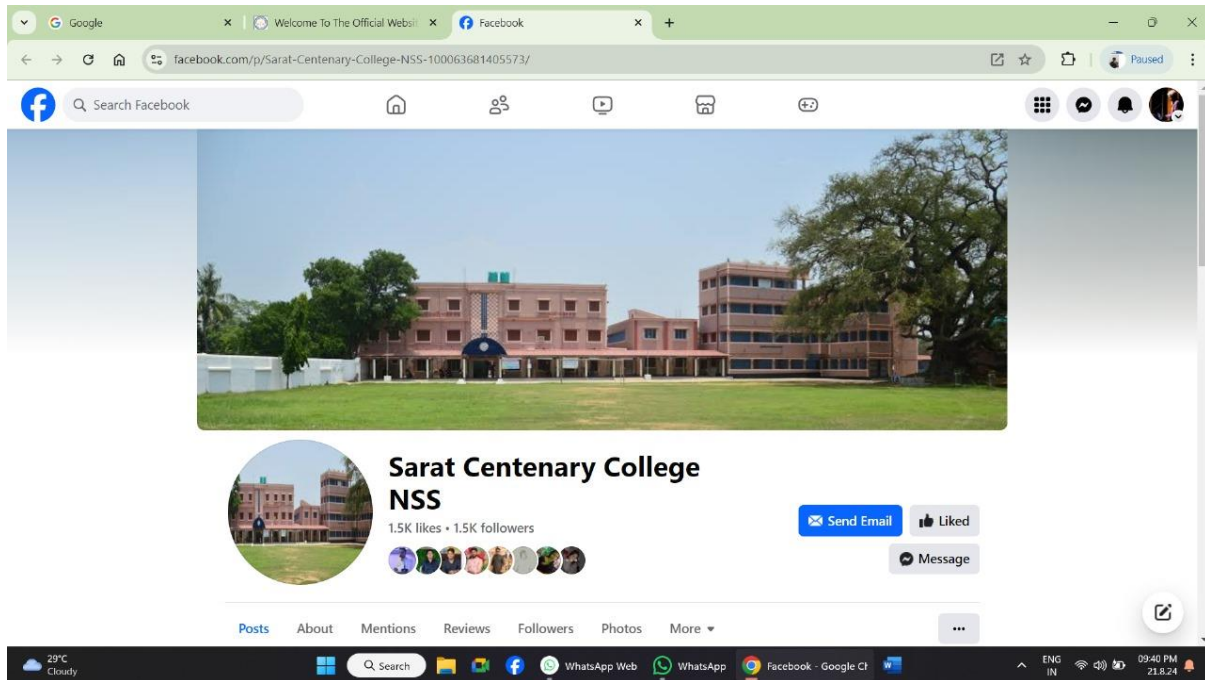 Google
Welcome To The Official Websit
Facebook
facebook.com/p/Sarat-Centenary-College-NSS-100063681405573/
Paused
Search Facebook
Sarat Centenary College
NSS
1.5K likes • 1.5K followers
Send Email
Liked
Message
Posts About Mentions Reviews Followers Photos More
29°C
Cloudy
Search
WhatsApp Web
WhatsApp
Facebook - Google Ch
ENG
IN
09:40 PM
21.8.24